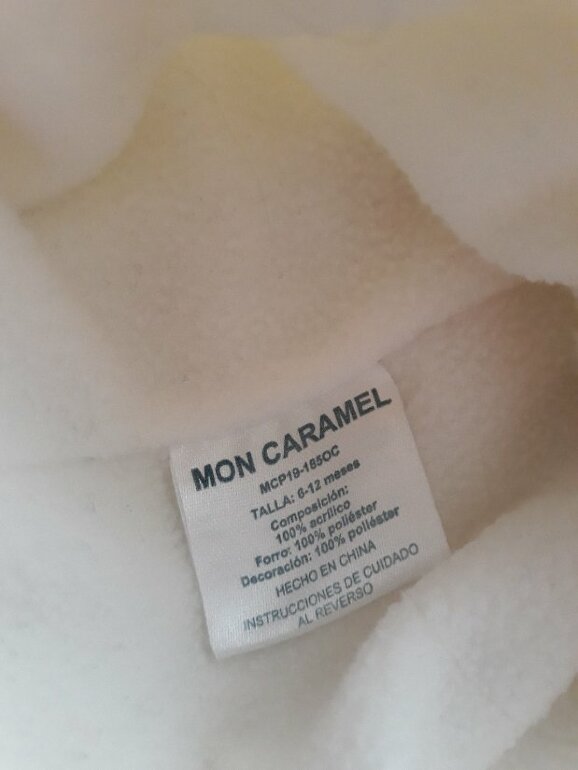 MON CARAMEL
MCP19-165OC
TALLA: 6-12 meses
Composición:
100% acrílico
Forro: 100% poliéster
Decoración: 100% poliéster
HECHO EN CHINA
INSTRUCCIONES DE CUIDADO
AL REVERSO